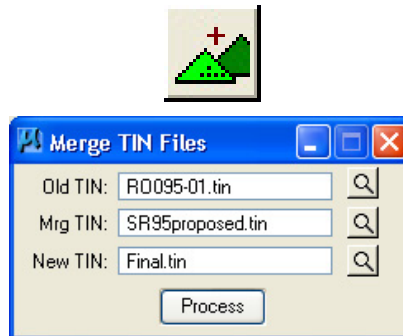 Merge TIN Files
Old TIN: RO095-01.tin
Mrg TIN: SR95proposed.tin
New TIN: Final.tin
Process